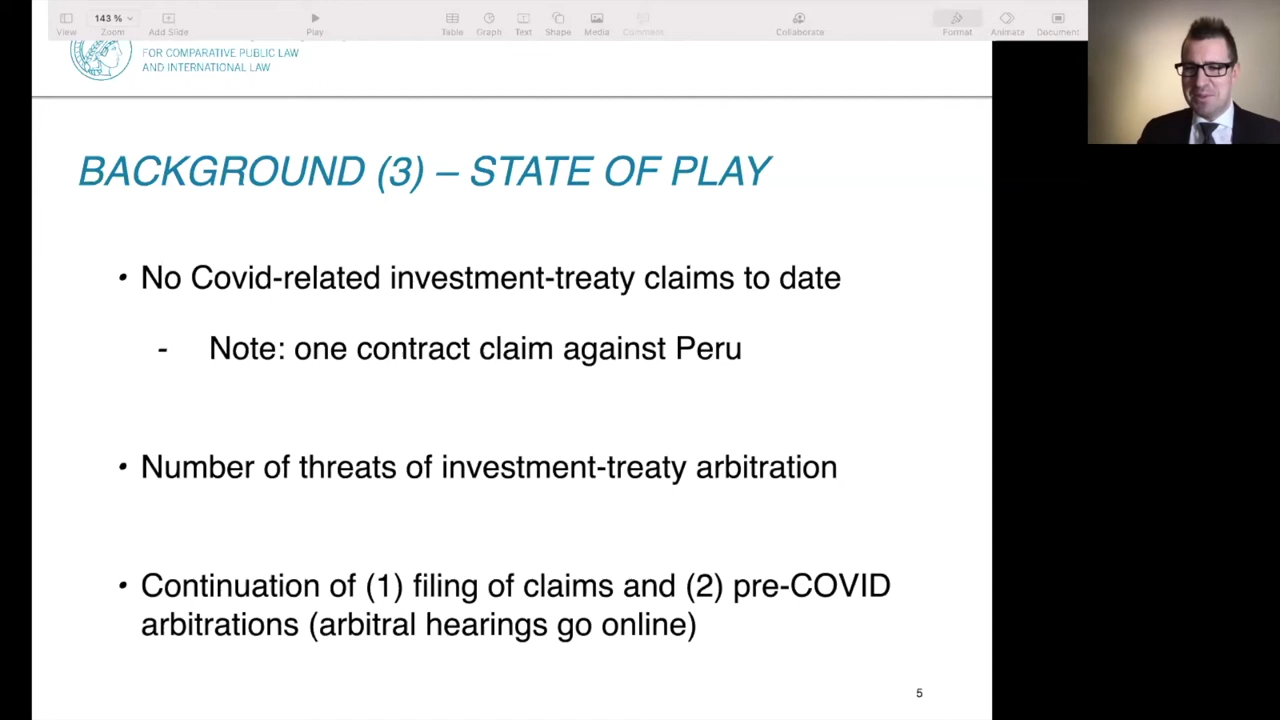 143 %
View
Zoom
Add Slide
Play
Table
Graph
Text
Shape
Media
Comment
Collaborate
Format
Animate
Document
FOR COMPARATIVE PUBLIC LAW
AND INTERNATIONAL LAW
BACKGROUND (3) – STATE OF PLAY
• No Covid-related investment-treaty claims to date
- Note: one contract claim against Peru
• Number of threats of investment-treaty arbitration
• Continuation of (1) filing of claims and (2) pre-COVID
arbitrations (arbitral hearings go online)
5